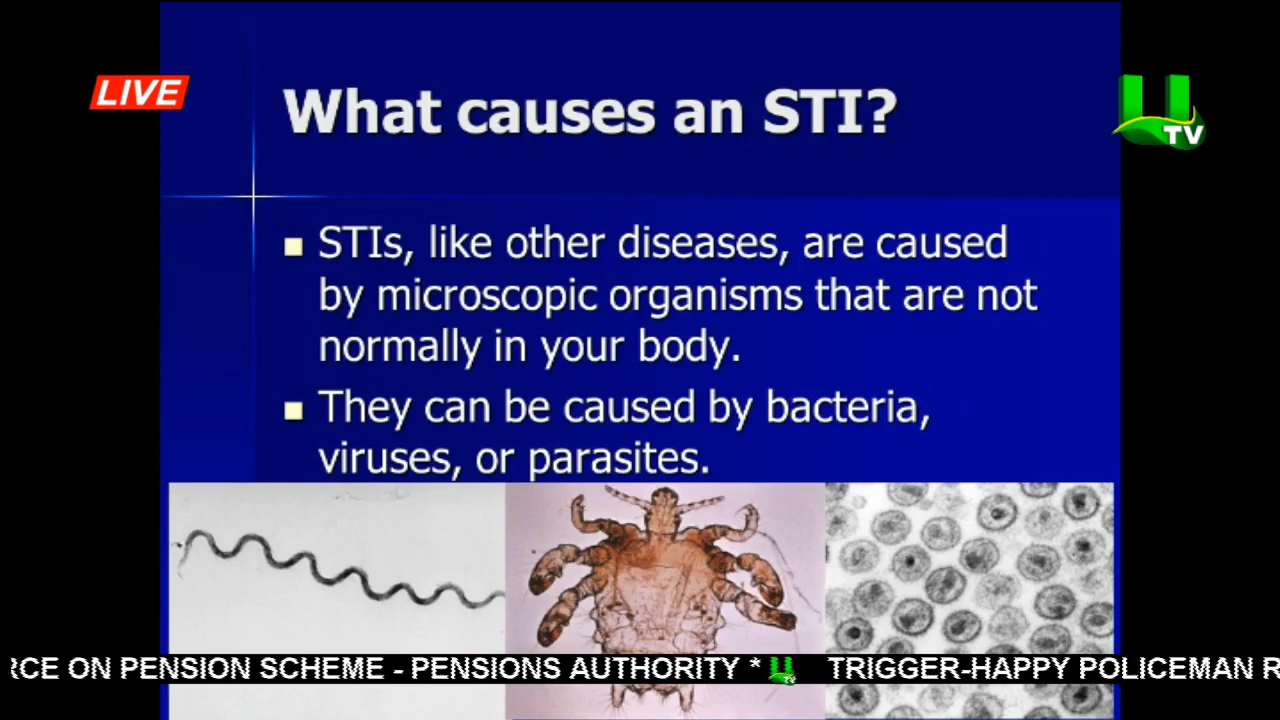 LIVE
What causes an STI?
U
TV
STIs, like other diseases, are caused
by microscopic organisms that are not
normally in your body.
They can be caused by bacteria,
viruses, or parasites.
RCE ON PENSION SCHEME - PENSIONS AUTHORITY * U TV TRIGGER-HAPPY POLICEMAN R